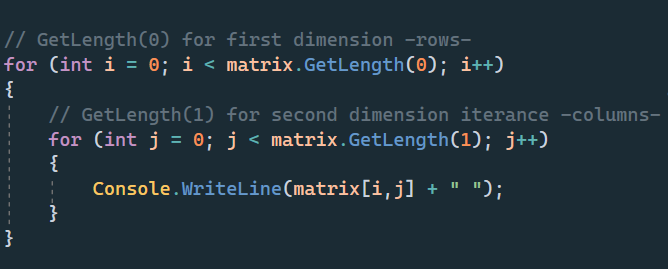 // GetLength(0) for first dimension -rows-
for (int i = 0; i < matrix.GetLength(0); i++)
{
// GetLength(1) for second dimension iterance -columns-
for (int j = 0; j < matrix.GetLength(1); j++)
{
Console.WriteLine(matrix[i,j] + " ");
}
}